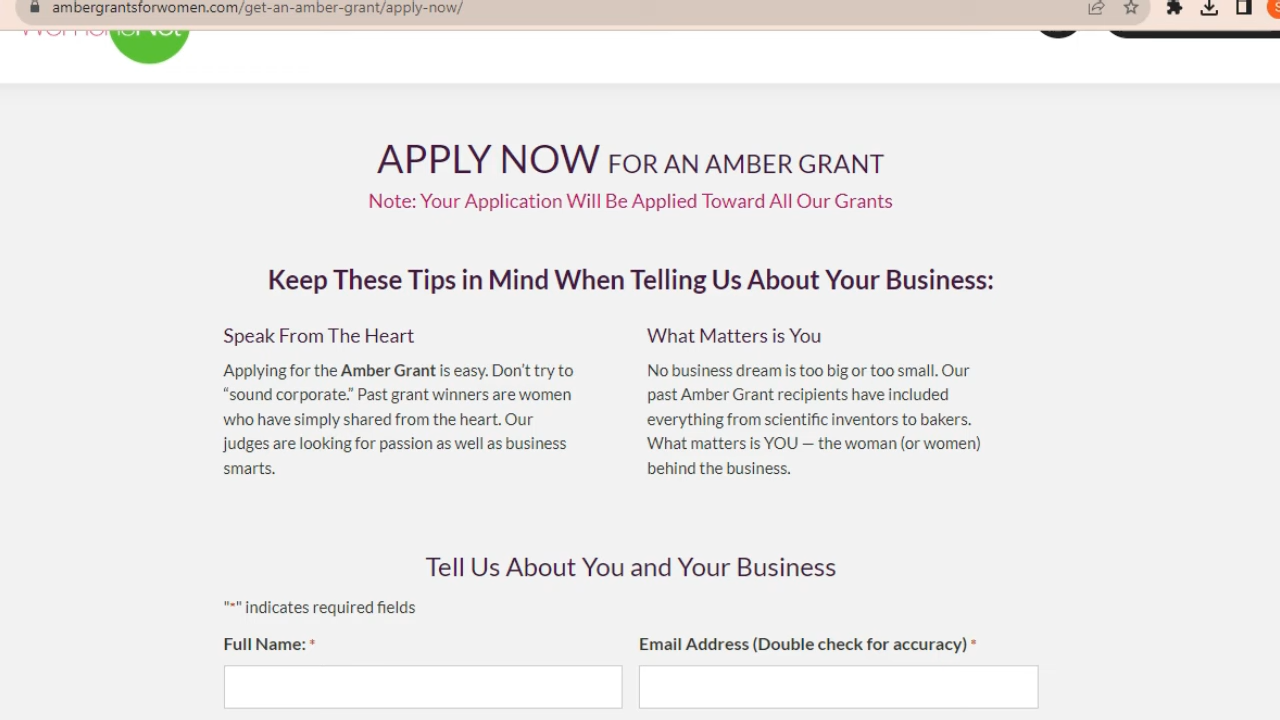 ambergrantsforwomen.com/get-an-amber-grant/apply-now/
WomensNet
APPLY NOW FOR AN AMBER GRANT
Note: Your Application Will Be Applied Toward All Our Grants
Keep These Tips in Mind When Telling Us About Your Business:
Speak From The Heart
Applying for the Amber Grant is easy. Don’t try to
“sound corporate.” Past grant winners are women
who have simply shared from the heart. Our
judges are looking for passion as well as business
smarts.
What Matters is You
No business dream is too big or too small. Our
past Amber Grant recipients have included
everything from scientific inventors to bakers.
What matters is YOU — the woman (or women)
behind the business.
Tell Us About You and Your Business
"*" indicates required fields
Full Name: *
Email Address (Double check for accuracy) *